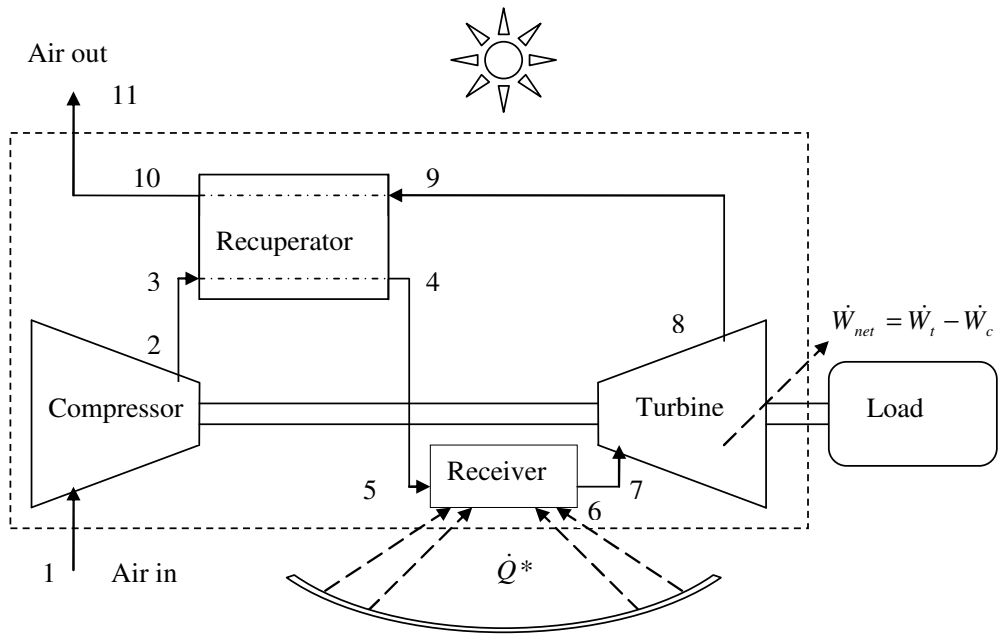 Air out
11
10
9
Recuperator
3
4
2
8
Ẇnet = Ẇt − Ẇc
Compressor
Turbine
Load
Receiver
5
7
6
1
Air in
Q̇*